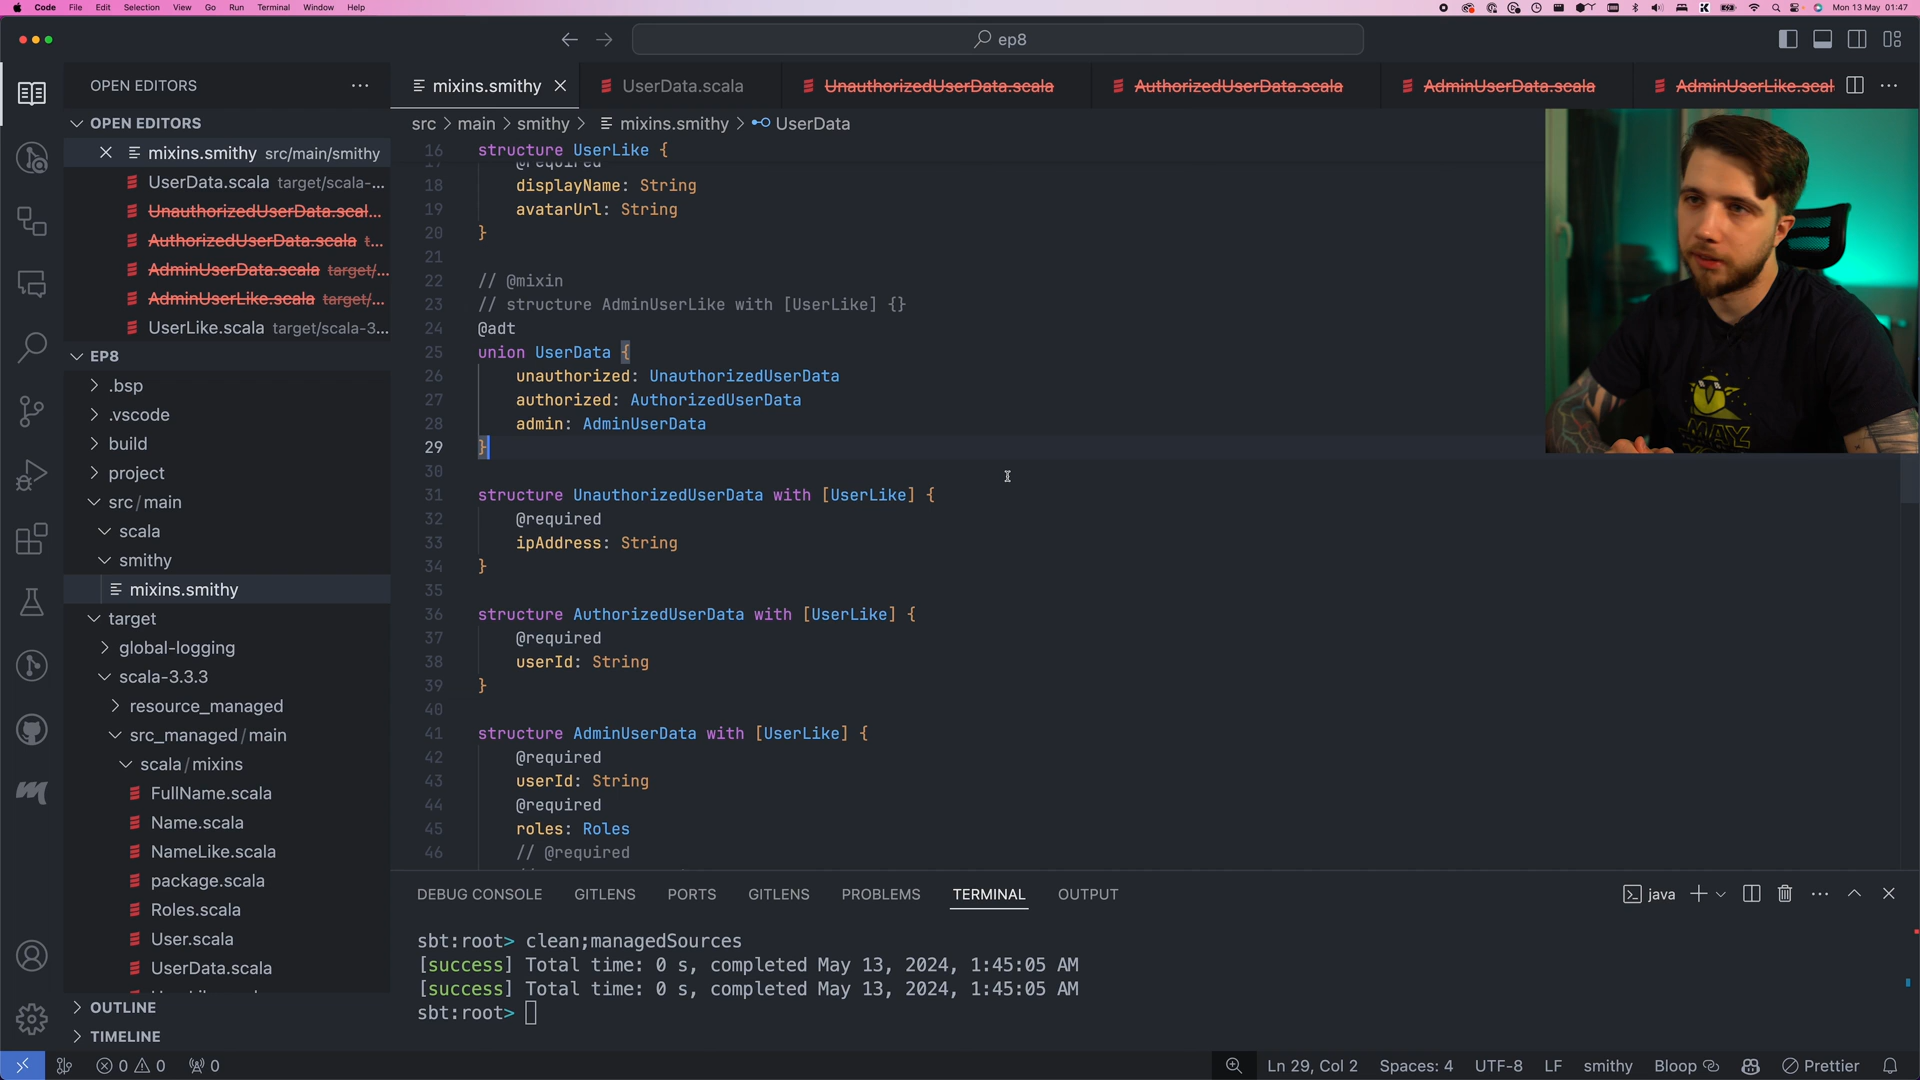 Code File Edit Selection View Go Run Terminal Window Help
Mon 13 May 01:47
ep8
OPEN EDITORS
mixins.smithy
UserData.scala
UnauthorizedUserData.scala
AuthorizedUserData.scala
AdminUserData.scala
AdminUserLike.scal
OPEN EDITORS
mixins.smithy src/main/smithy
UserData.scala target/scala-...
UnauthorizedUserData.scal...
AuthorizedUserData.scala t...
AdminUserData.scala target/...
AdminUserLike.scala target/...
UserLike.scala target/scala-3...
EP8
.bsp
.vscode
build
project
src/main
scala
smithy
mixins.smithy
target
global-logging
scala-3.3.3
resource_managed
src_managed/main
scala/mixins
FullName.scala
Name.scala
NameLike.scala
package.scala
Roles.scala
User.scala
UserData.scala
OUTLINE
TIMELINE
src > main > smithy > mixins.smithy > UserData
16 structure UserLike {
@required
18 displayName: String
19 avatarUrl: String
20 }
21
22 // @mixin
23 // structure AdminUserLike with [UserLike] {}
24 @adt
25 union UserData {
26 unauthorized: UnauthorizedUserData
27 authorized: AuthorizedUserData
28 admin: AdminUserData
29 }
30
31 structure UnauthorizedUserData with [UserLike] {
32 @required
33 ipAddress: String
34 }
35
36 structure AuthorizedUserData with [UserLike] {
37 @required
38 userId: String
39 }
40
41 structure AdminUserData with [UserLike] {
42 @required
43 userId: String
44 @required
45 roles: Roles
46 // @required
DEBUG CONSOLE GITLENS PORTS GITLENS PROBLEMS TERMINAL OUTPUT
java
sbt:root> clean;managedSources
[success] Total time: 0 s, completed May 13, 2024, 1:45:05 AM
[success] Total time: 0 s, completed May 13, 2024, 1:45:05 AM
sbt:root>
0 0 0
Ln 29, Col 2 Spaces: 4 UTF-8 LF smithy Bloop Prettier